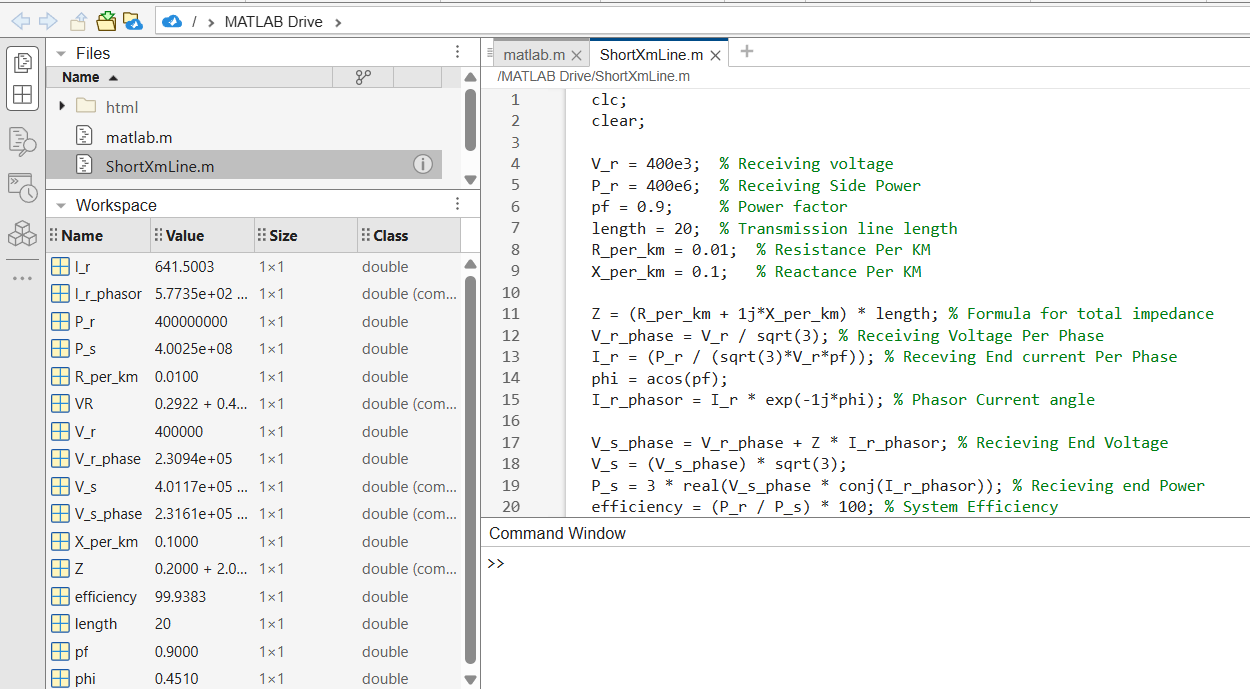 / › MATLAB Drive ›
Files
Name
html
matlab.m
ShortXmLine.m
Workspace
Name Value Size Class
I_r 641.5003 1×1 double
I_r_phasor 5.7735e+02 ... 1×1 double (com...
P_r 400000000 1×1 double
P_s 4.0025e+08 1×1 double
R_per_km 0.0100 1×1 double
VR 0.2922 + 0.4... 1×1 double (com...
V_r 400000 1×1 double
V_r_phase 2.3094e+05 1×1 double
V_s 4.0117e+05 ... 1×1 double (com...
V_s_phase 2.3161e+05 ... 1×1 double (com...
X_per_km 0.1000 1×1 double
Z 0.2000 + 2.0... 1×1 double (com...
efficiency 99.9383 1×1 double
length 20 1×1 double
pf 0.9000 1×1 double
phi 0.4510 1×1 double
matlab.m × ShortXmLine.m × +
/MATLAB Drive/ShortXmLine.m
1 clc;
2 clear;
3
4 V_r = 400e3; % Receiving voltage
5 P_r = 400e6; % Receiving Side Power
6 pf = 0.9; % Power factor
7 length = 20; % Transmission line length
8 R_per_km = 0.01; % Resistance Per KM
9 X_per_km = 0.1; % Reactance Per KM
10
11 Z = (R_per_km + 1j*X_per_km) * length; % Formula for total impedance
12 V_r_phase = V_r / sqrt(3); % Receiving Voltage Per Phase
13 I_r = (P_r / (sqrt(3)*V_r*pf)); % Receving End current Per Phase
14 phi = acos(pf);
15 I_r_phasor = I_r * exp(-1j*phi); % Phasor Current angle
16
17 V_s_phase = V_r_phase + Z * I_r_phasor; % Recieving End Voltage
18 V_s = (V_s_phase) * sqrt(3);
19 P_s = 3 * real(V_s_phase * conj(I_r_phasor)); % Recieving end Power
20 efficiency = (P_r / P_s) * 100; % System Efficiency
Command Window
>>